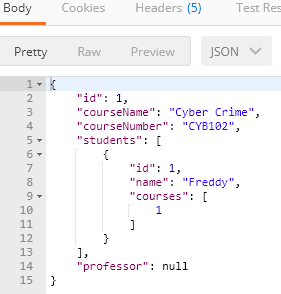 Body Cookies Headers (5) Test Res
Pretty Raw Preview JSON
1 {
2 "id": 1,
3 "courseName": "Cyber Crime",
4 "courseNumber": "CYB102",
5 "students": [
6 {
7 "id": 1,
8 "name": "Freddy",
9 "courses": [
10 1
11 ]
12 }
13 ],
14 "professor": null
15 }